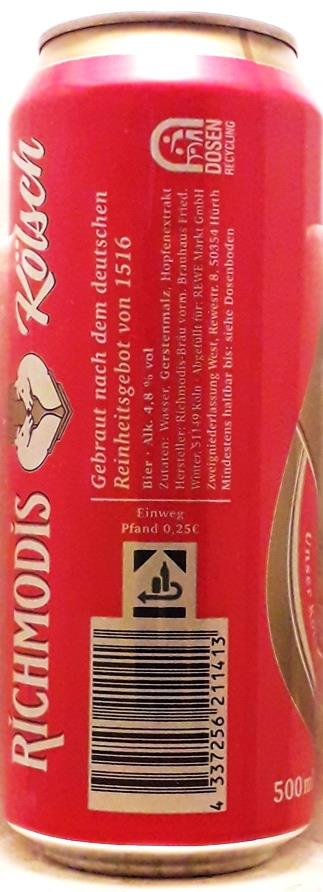 RICHMODIS Kölsch
Gebraut nach dem deutschen
Reinheitsgebot von 1516
Bier · Alk. 4,8 % vol
Zutaten: Wasser, Gerstenmalz, Hopfenextrakt
Hersteller: Richmodis-Bräu vorm. Brauhaus Fried.
Winter, 51149 Köln · Abgefüllt für: REWE Markt GmbH
Zweigniederlassung West, Rewestr. 8, 50354 Hürth
Mindestens haltbar bis: siehe Dosenboden
DOSEN
RECYCLING
Einweg
Pfand 0,25€
4 337256 211413
Unser
500m